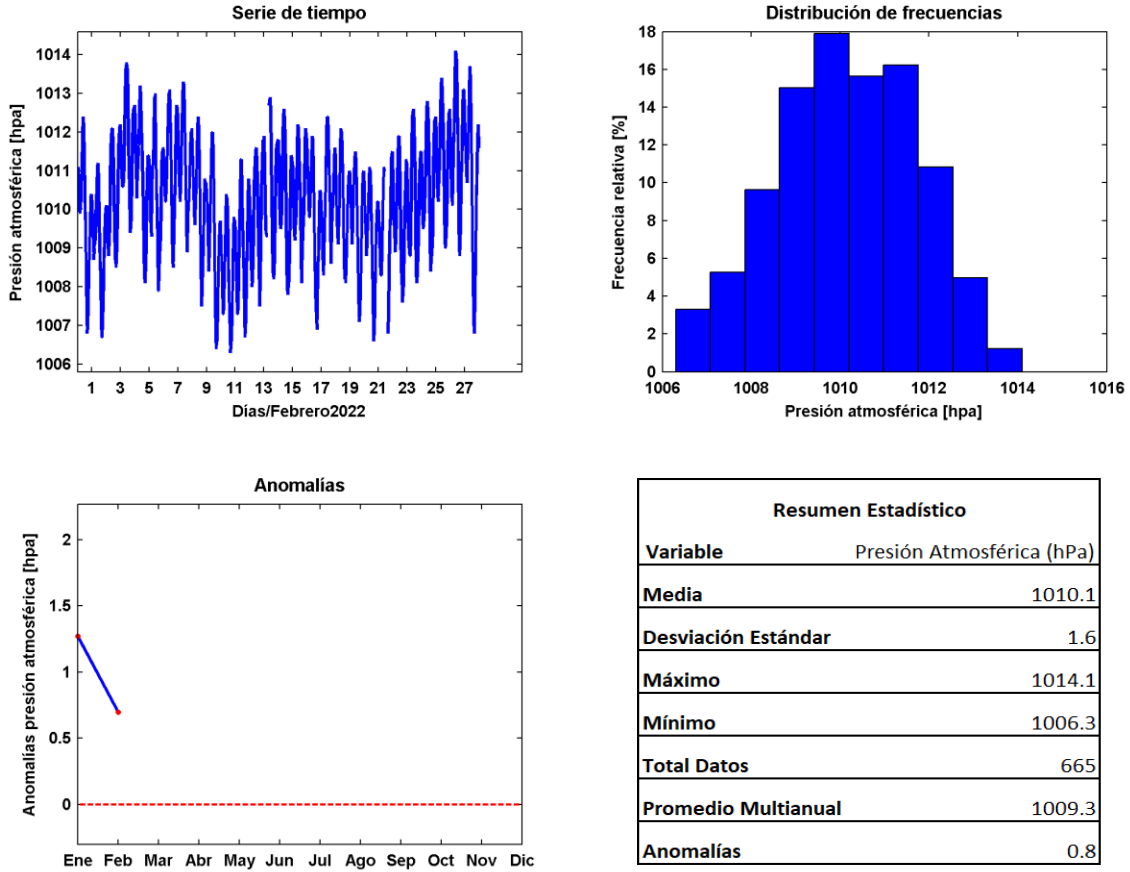 Serie de tiempo
Presión atmosférica [hpa]
1014
1013
1012
1011
1010
1009
1008
1007
1006
1 3 5 7 9 11 13 15 17 19 21 23 25 27
Días/Febrero2022
Distribución de frecuencias
Frecuencia relativa [%]
18
16
14
12
10
8
6
4
2
0
1006 1008 1010 1012 1014 1016
Presión atmosférica [hpa]
Anomalías
Anomalias presión atmosférica [hpa]
2
1.5
1
0.5
0
Ene Feb Mar Abr May Jun Jul Ago Sep Oct Nov Dic
Resumen Estadístico
Variable Presión Atmosférica (hPa)
Media 1010.1
Desviación Estándar 1.6
Máximo 1014.1
Mínimo 1006.3
Total Datos 665
Promedio Multianual 1009.3
Anomalías 0.8